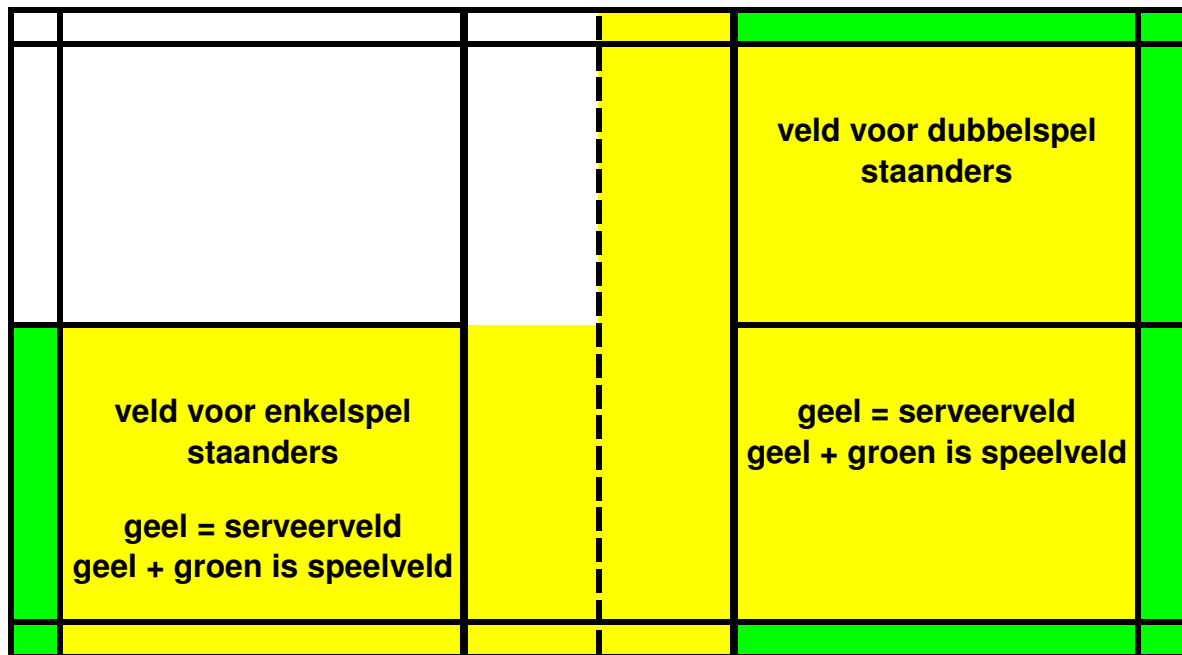 veld voor dubbelspel
staanders
veld voor enkelspel
staanders
geel = serveerveld
geel + groen is speelveld
geel = serveerveld
geel + groen is speelveld